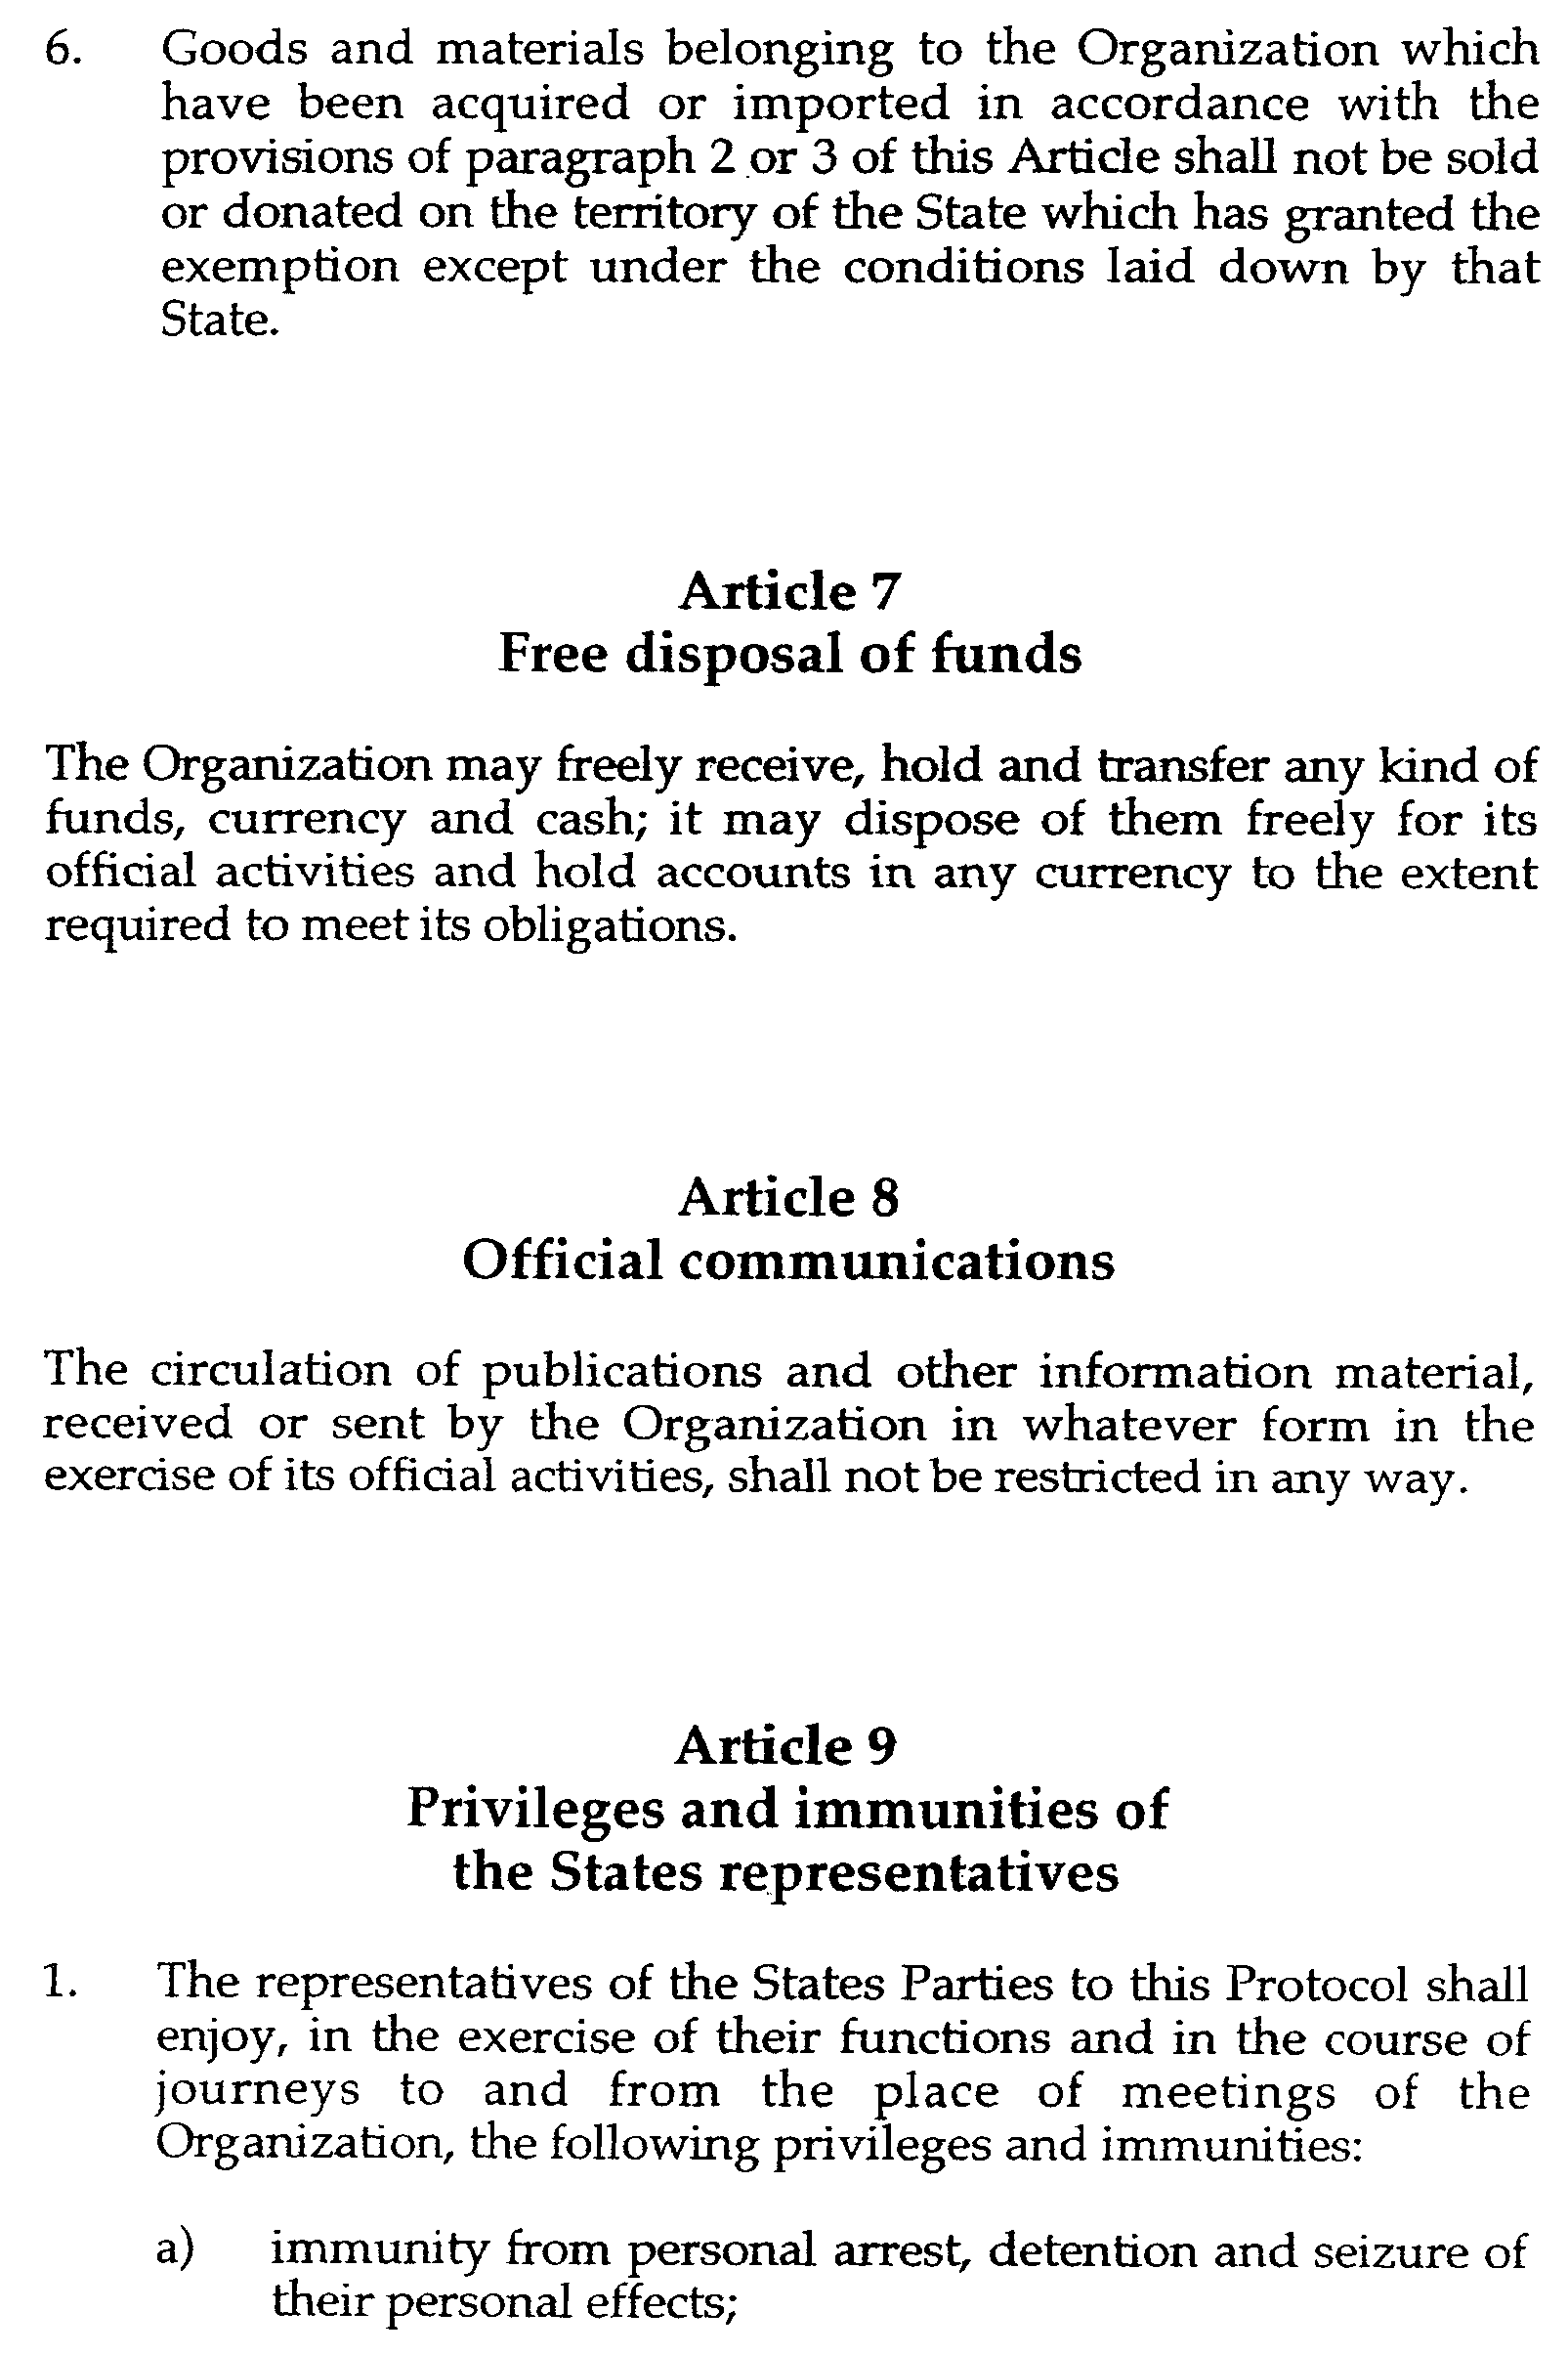 6. Goods and materials belonging to the Organization which
have been acquired or imported in accordance with the
provisions of paragraph 2 or 3 of this Article shall not be sold
or donated on the territory of the State which has granted the
exemption except under the conditions laid down by that
State.
Article 7
Free disposal of funds
The Organization may freely receive, hold and transfer any kind of
funds, currency and cash; it may dispose of them freely for its
official activities and hold accounts in any currency to the extent
required to meet its obligations.
Article 8
Official communications
The circulation of publications and other information material,
received or sent by the Organization in whatever form in the
exercise of its official activities, shall not be restricted in any way.
Article 9
Privileges and immunities of
the States representatives
1. The representatives of the States Parties to this Protocol shall
enjoy, in the exercise of their functions and in the course of
journeys to and from the place of meetings of the
Organization, the following privileges and immunities:
a) immunity from personal arrest, detention and seizure of
their personal effects;